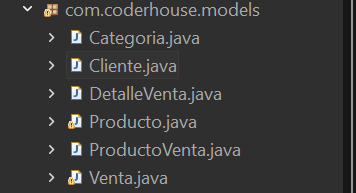 com.coderhouse.models
Categoria.java
Cliente.java
DetalleVenta.java
Producto.java
ProductoVenta.java
Venta.java